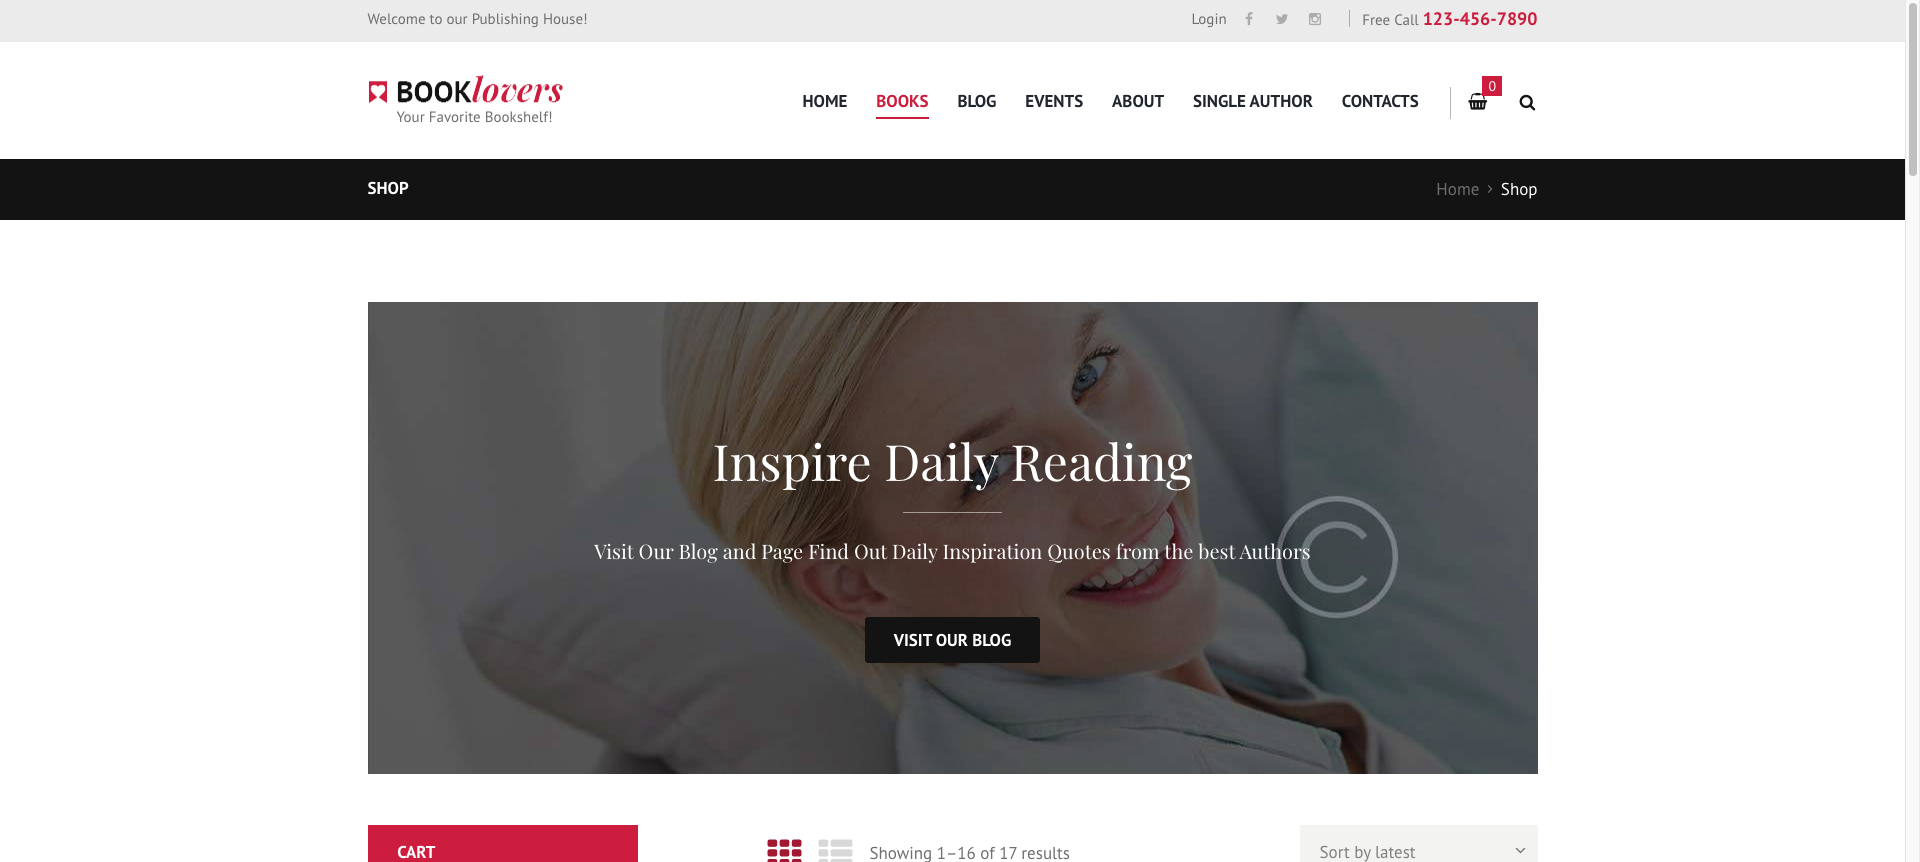 Welcome to our Publishing House!
Login
Free Call 123-456-7890
BOOKlovers
Your Favorite Bookshelf!
HOME BOOKS BLOG EVENTS ABOUT SINGLE AUTHOR CONTACTS
0
SHOP
Home › Shop
Inspire Daily Reading
Visit Our Blog and Page Find Out Daily Inspiration Quotes from the best Authors
VISIT OUR BLOG
CART
Showing 1–16 of 17 results
Sort by latest